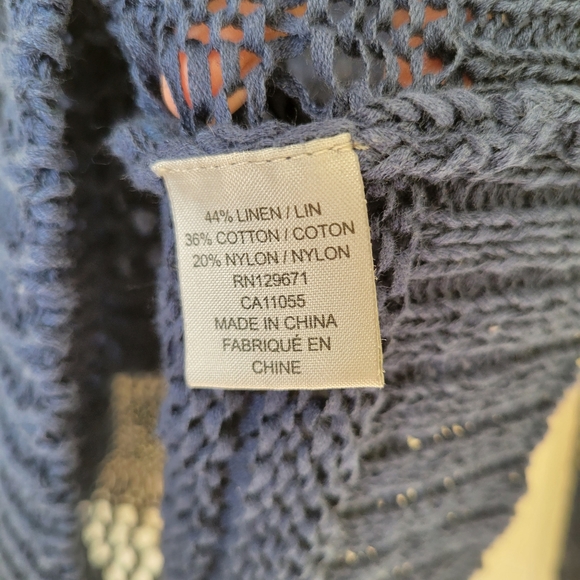 44% LINEN / LIN
36% COTTON / COTON
20% NYLON / NYLON
RN129671
CA11055
MADE IN CHINA
FABRIQUÉ EN
CHINE